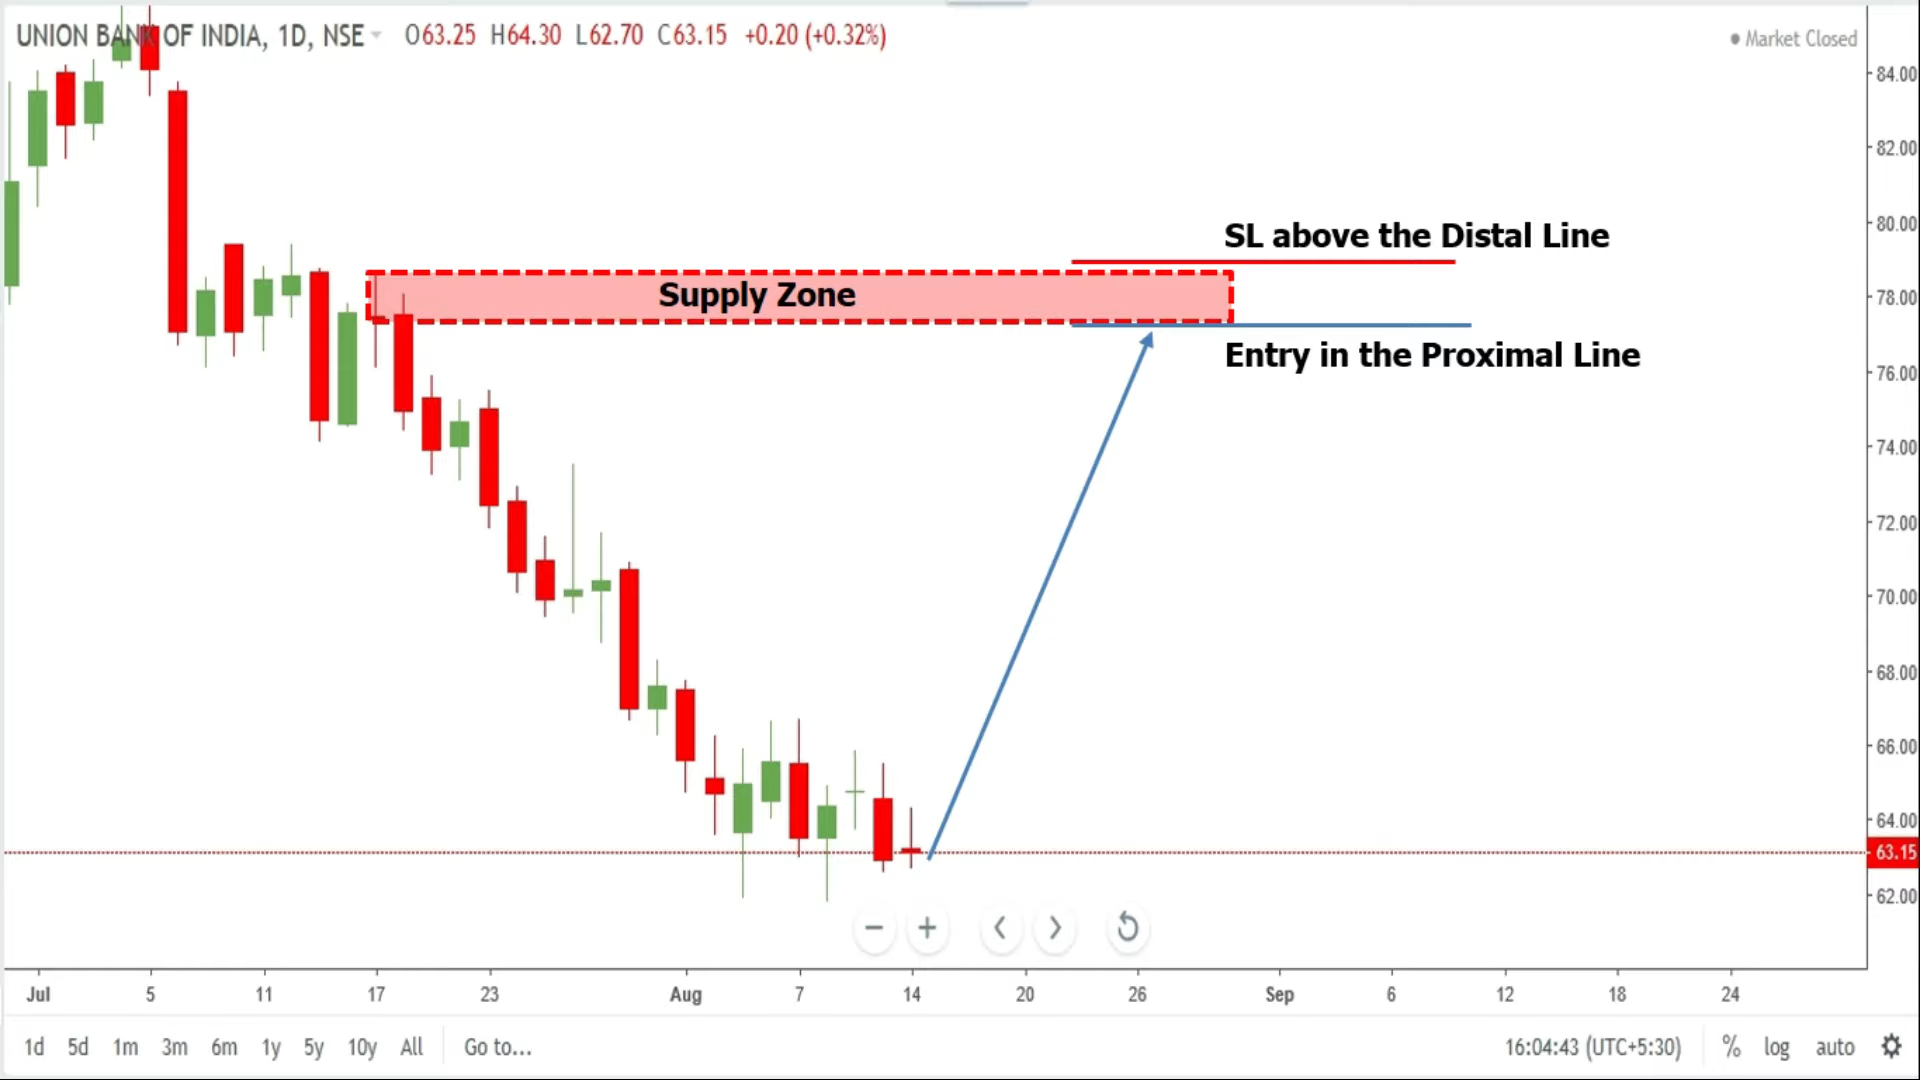 UNION BANK OF INDIA, 1D, NSE O63.25 H64.30 L62.70 C63.15 +0.20 (+0.32%)
Market Closed
84.00
82.00
80.00
SL above the Distal Line
Supply Zone
78.00
Entry in the Proximal Line
76.00
74.00
72.00
70.00
68.00
66.00
64.00
63.15
62.00
Jul 5 11 17 23 Aug 7 14 20 26 Sep 6 12 18 24
1d 5d 1m 3m 6m 1y 5y 10y All Go to... 16:04:43 (UTC+5:30) % log auto